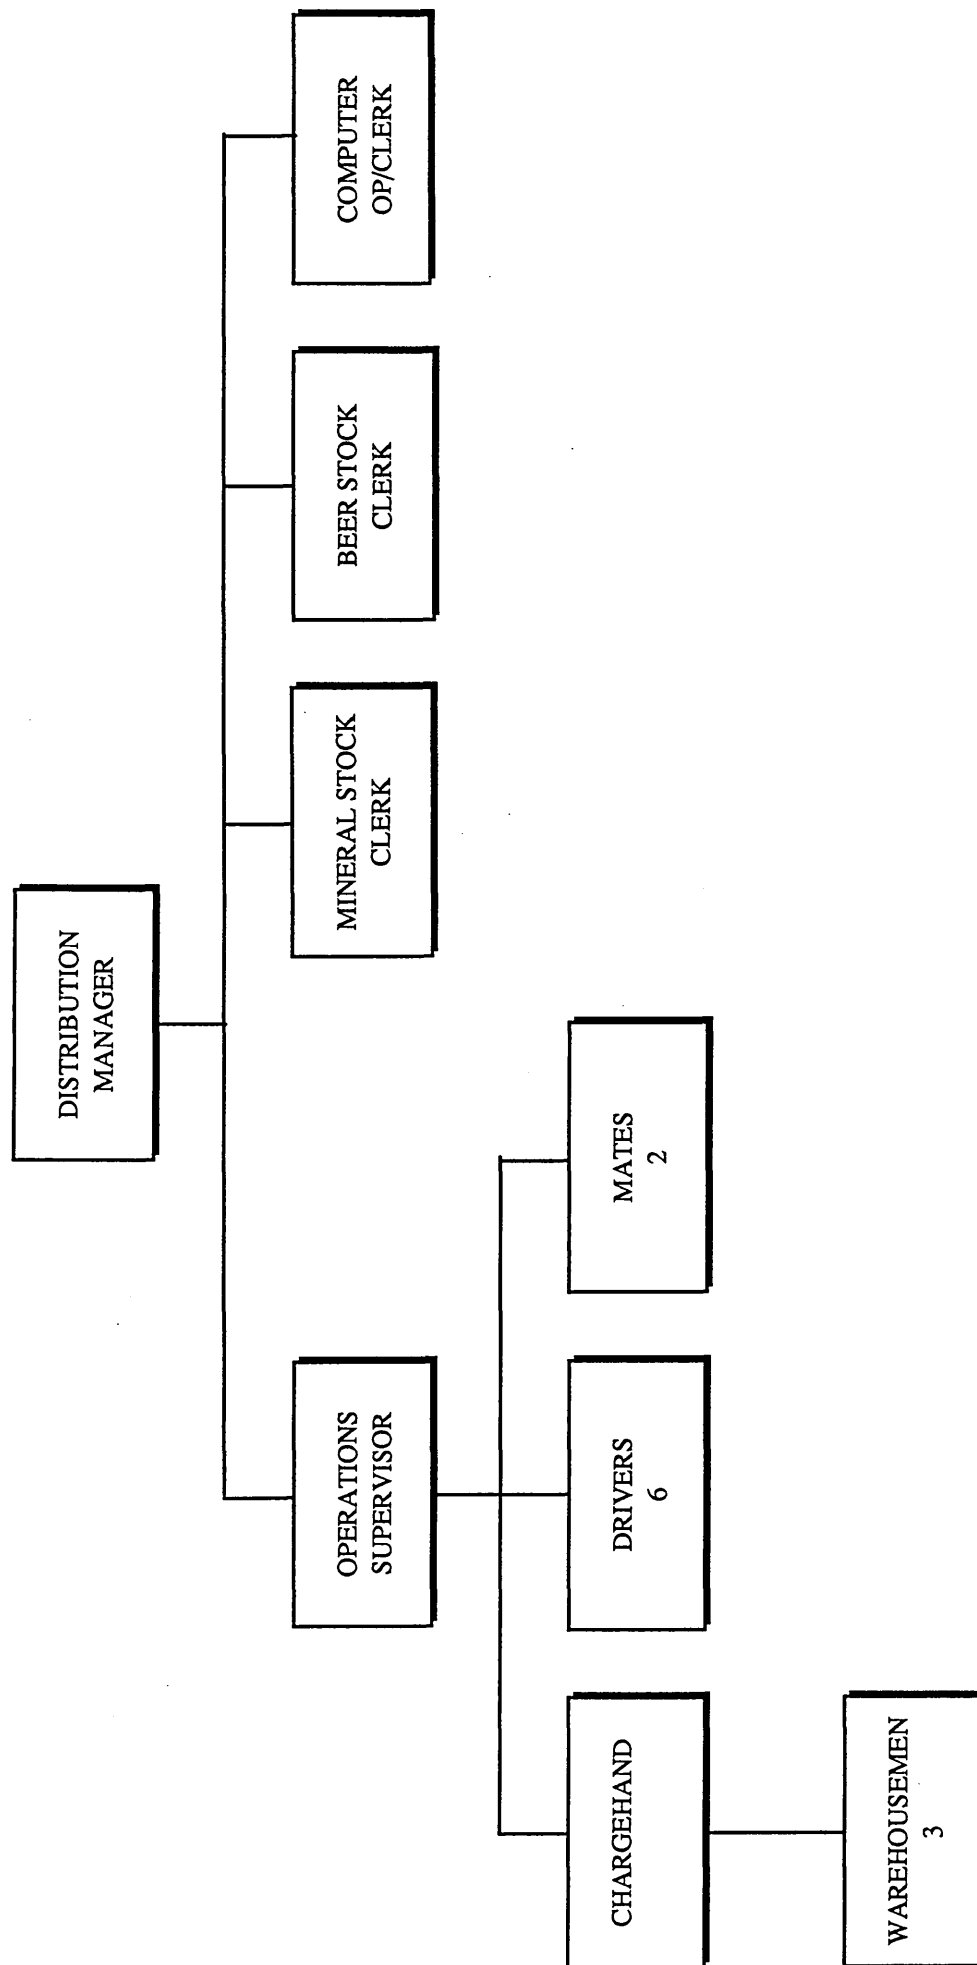 DISTRIBUTION
MANAGER
OPERATIONS
SUPERVISOR
MINERAL STOCK
CLERK
BEER STOCK
CLERK
COMPUTER
OP/CLERK
CHARGEHAND
DRIVERS
6
MATES
2
WAREHOUSEMEN
3